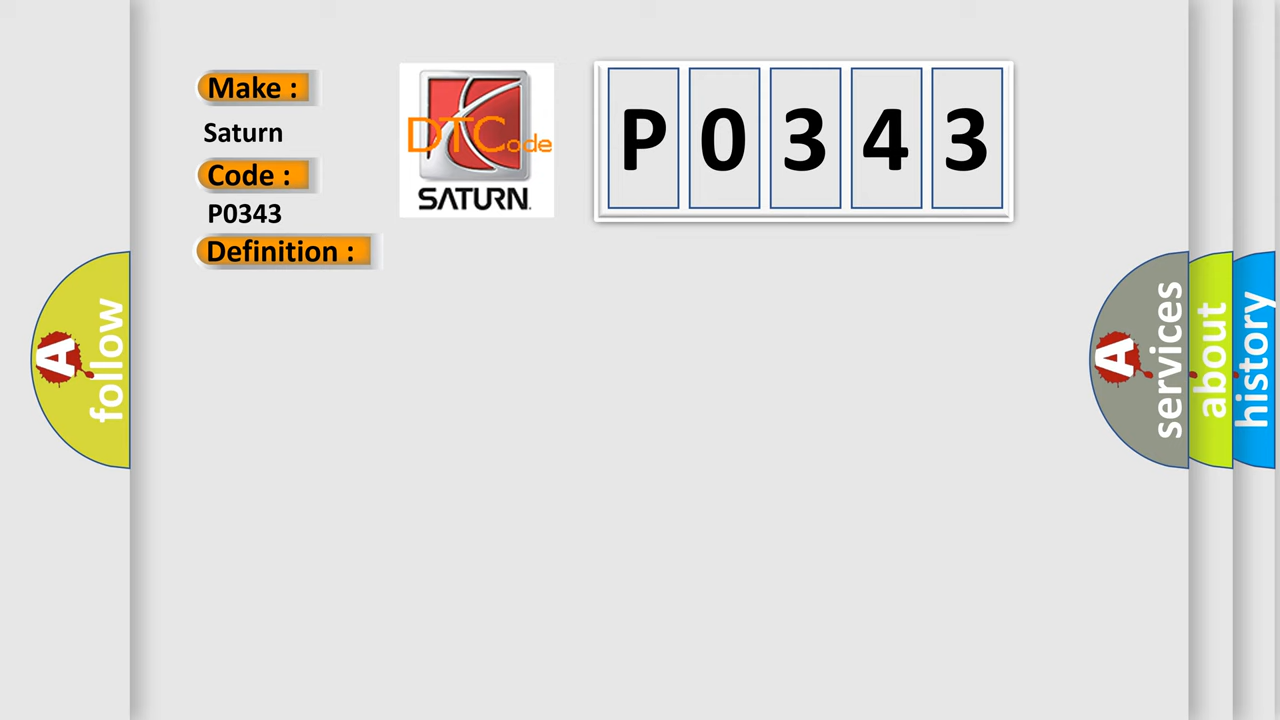 Make :
Saturn
Code :
P0343
Definition :
DTCode
SATURN.
P 0 3 4 3
A follow
A services
about
history